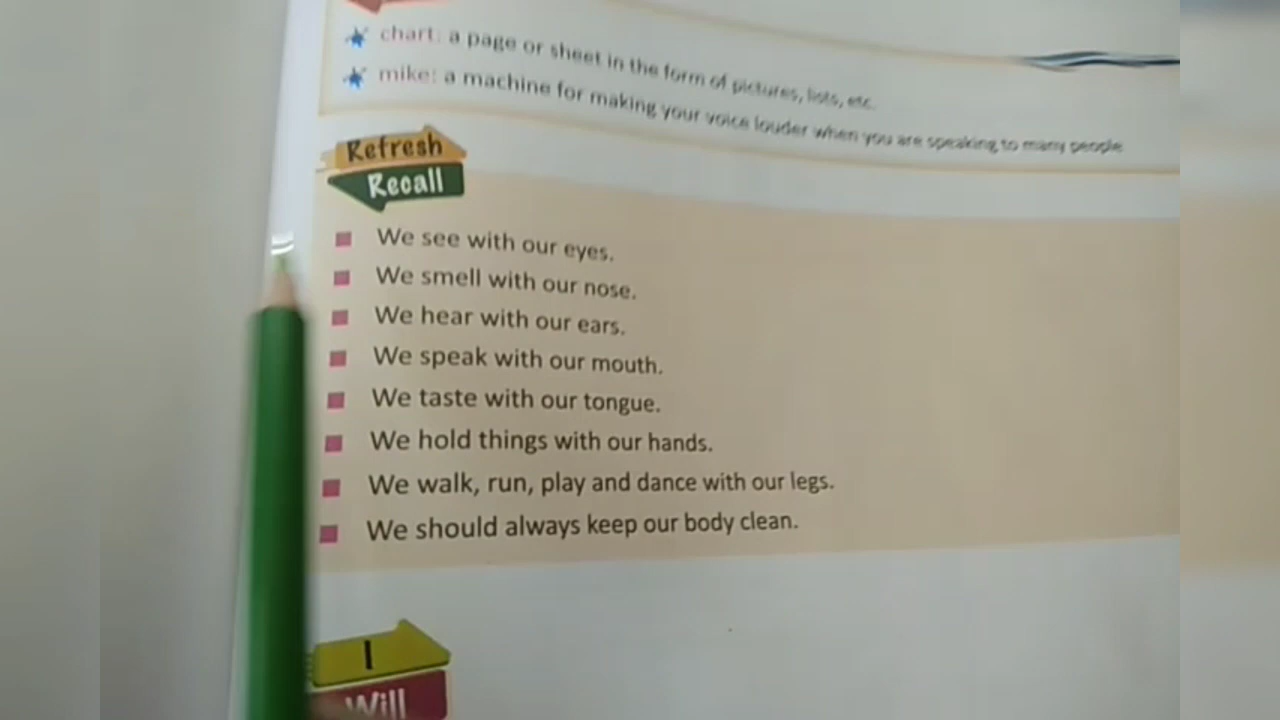 chart: a page or sheet in the form of pictures, lists, etc.
mike: a machine for making your voice louder when you are speaking to many people
Refresh
Recall
We see with our eyes.
We smell with our nose.
We hear with our ears.
We speak with our mouth.
We taste with our tongue.
We hold things with our hands.
We walk, run, play and dance with our legs.
We should always keep our body clean.
I
Will